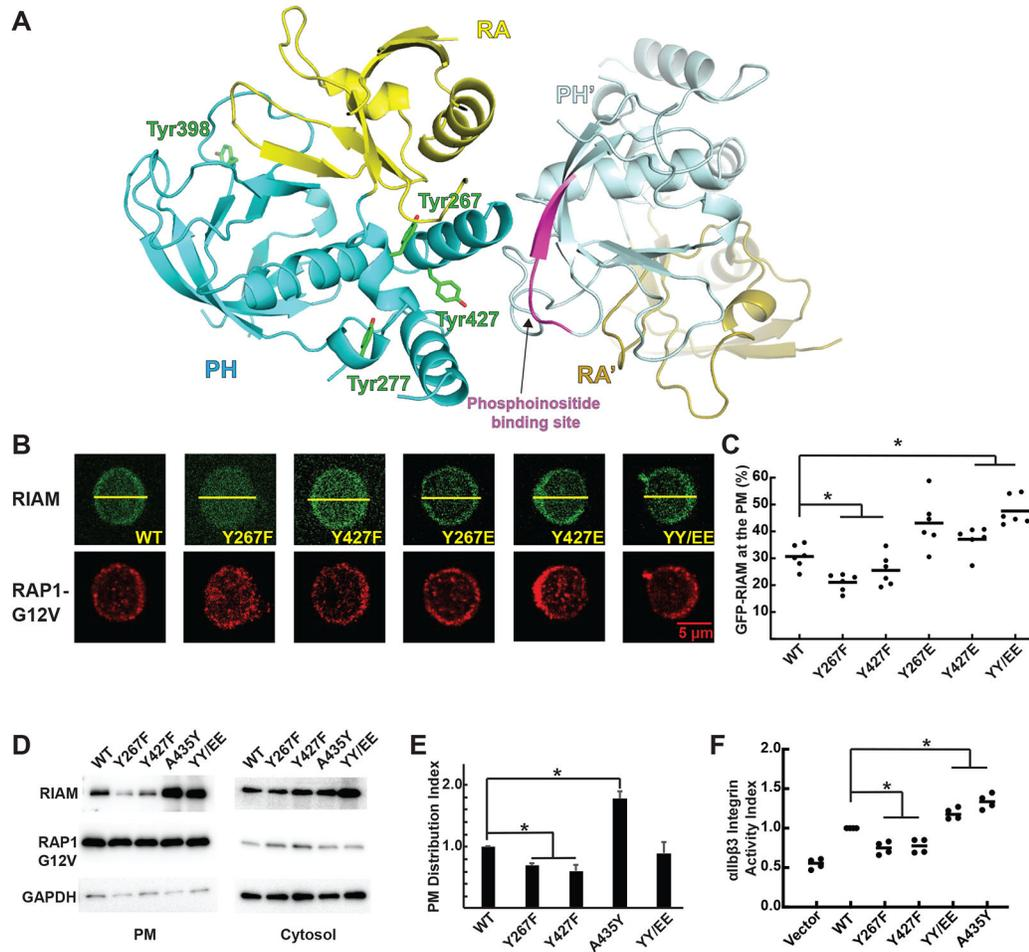 A
RA
PH'
Tyr398
Tyr267
Tyr427
Tyr277
PH
RA'
Phosphoinositide
binding site
B
RIAM
WT
Y267F
Y427F
Y267E
Y427E
YY/EE
RAP1-
G12V
5 µm
C
GFP-RIAM at the PM (%)
60
50
40
30
20
10
*
*
WT
Y267F
Y427F
Y267E
Y427E
YY/EE
D
WT
Y267F
Y427F
A435Y
YY/EE
WT
Y267F
Y427F
A435Y
YY/EE
RIAM
RAP1
G12V
GAPDH
PM
Cytosol
E
PM Distribution Index
2.0
1.0
*
*
WT
Y267F
Y427F
A435Y
YY/EE
F
αIIbβ3 Integrin
Activity Index
2.0
1.5
1.0
0.5
0.0
*
*
Vector
WT
Y267F
Y427F
YY/EE
A435Y